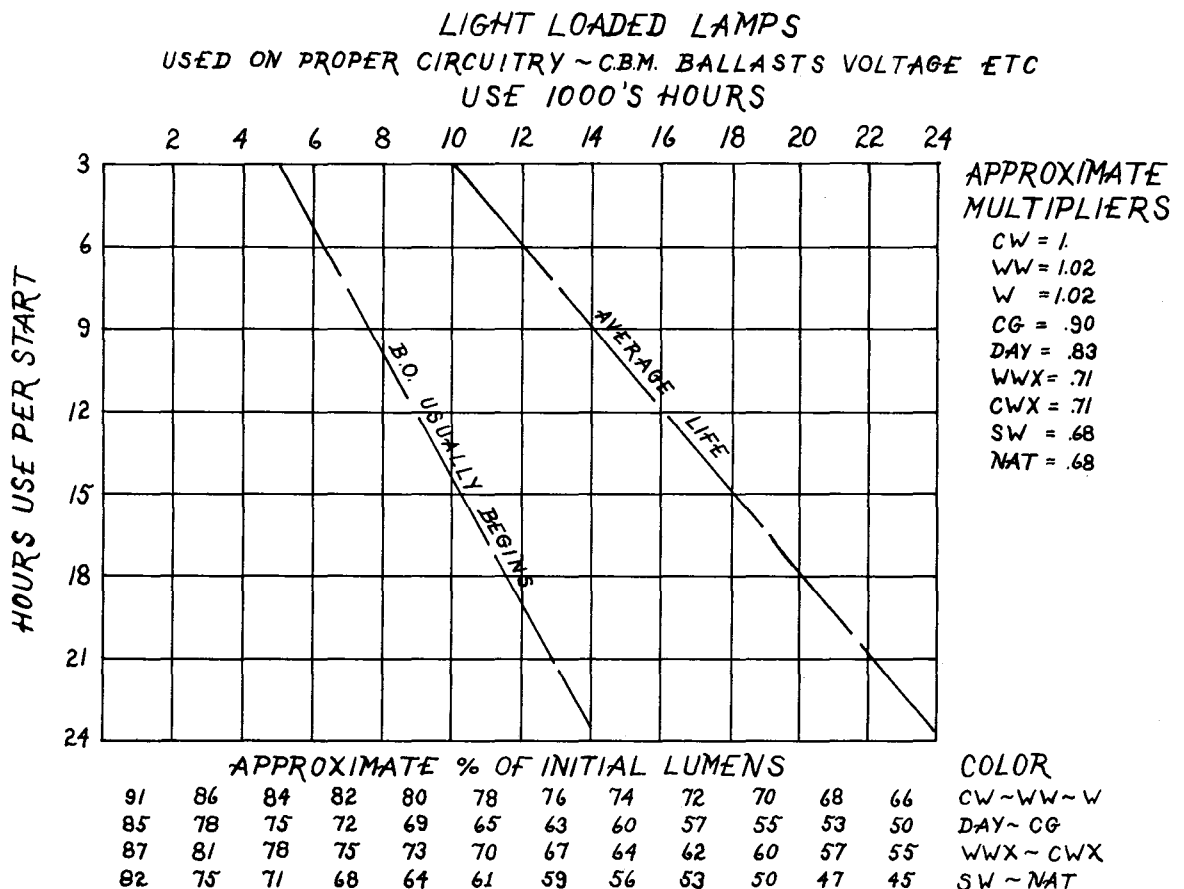 LIGHT LOADED LAMPS
USED ON PROPER CIRCUITRY ~ C.B.M. BALLASTS VOLTAGE ETC
USE 1000'S HOURS
2 4 6 8 10 12 14 16 18 20 22 24
3
6
9
12
15
18
21
24
HOURS USE PER START
B.O. USUALLY BEGINS
AVERAGE LIFE
APPROXIMATE
MULTIPLIERS
CW = 1.
WW = 1.02
W = 1.02
CG = .90
DAY = .83
WWX = .71
CWX = .71
SW = .68
NAT = .68
APPROXIMATE % OF INITIAL LUMENS COLOR
91 86 84 82 80 78 76 74 72 70 68 66 CW ~ WW ~ W
85 78 75 72 69 65 63 60 57 55 53 50 DAY ~ CG
87 81 78 75 73 70 67 64 62 60 57 55 WWX ~ CWX
82 75 71 68 64 61 59 56 53 50 47 45 SW ~ NAT